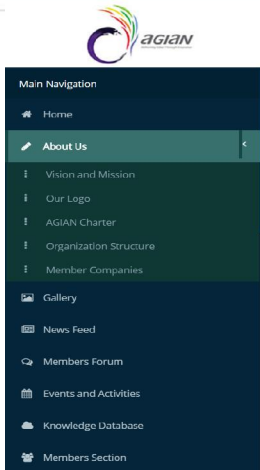 AGIAN
Main Navigation
Home
About Us
Vision and Mission
Our Logo
AGIAN Charter
Organization Structure
Member Companies
Gallery
News Feed
Members Forum
Events and Activities
Knowledge Database
Members Section